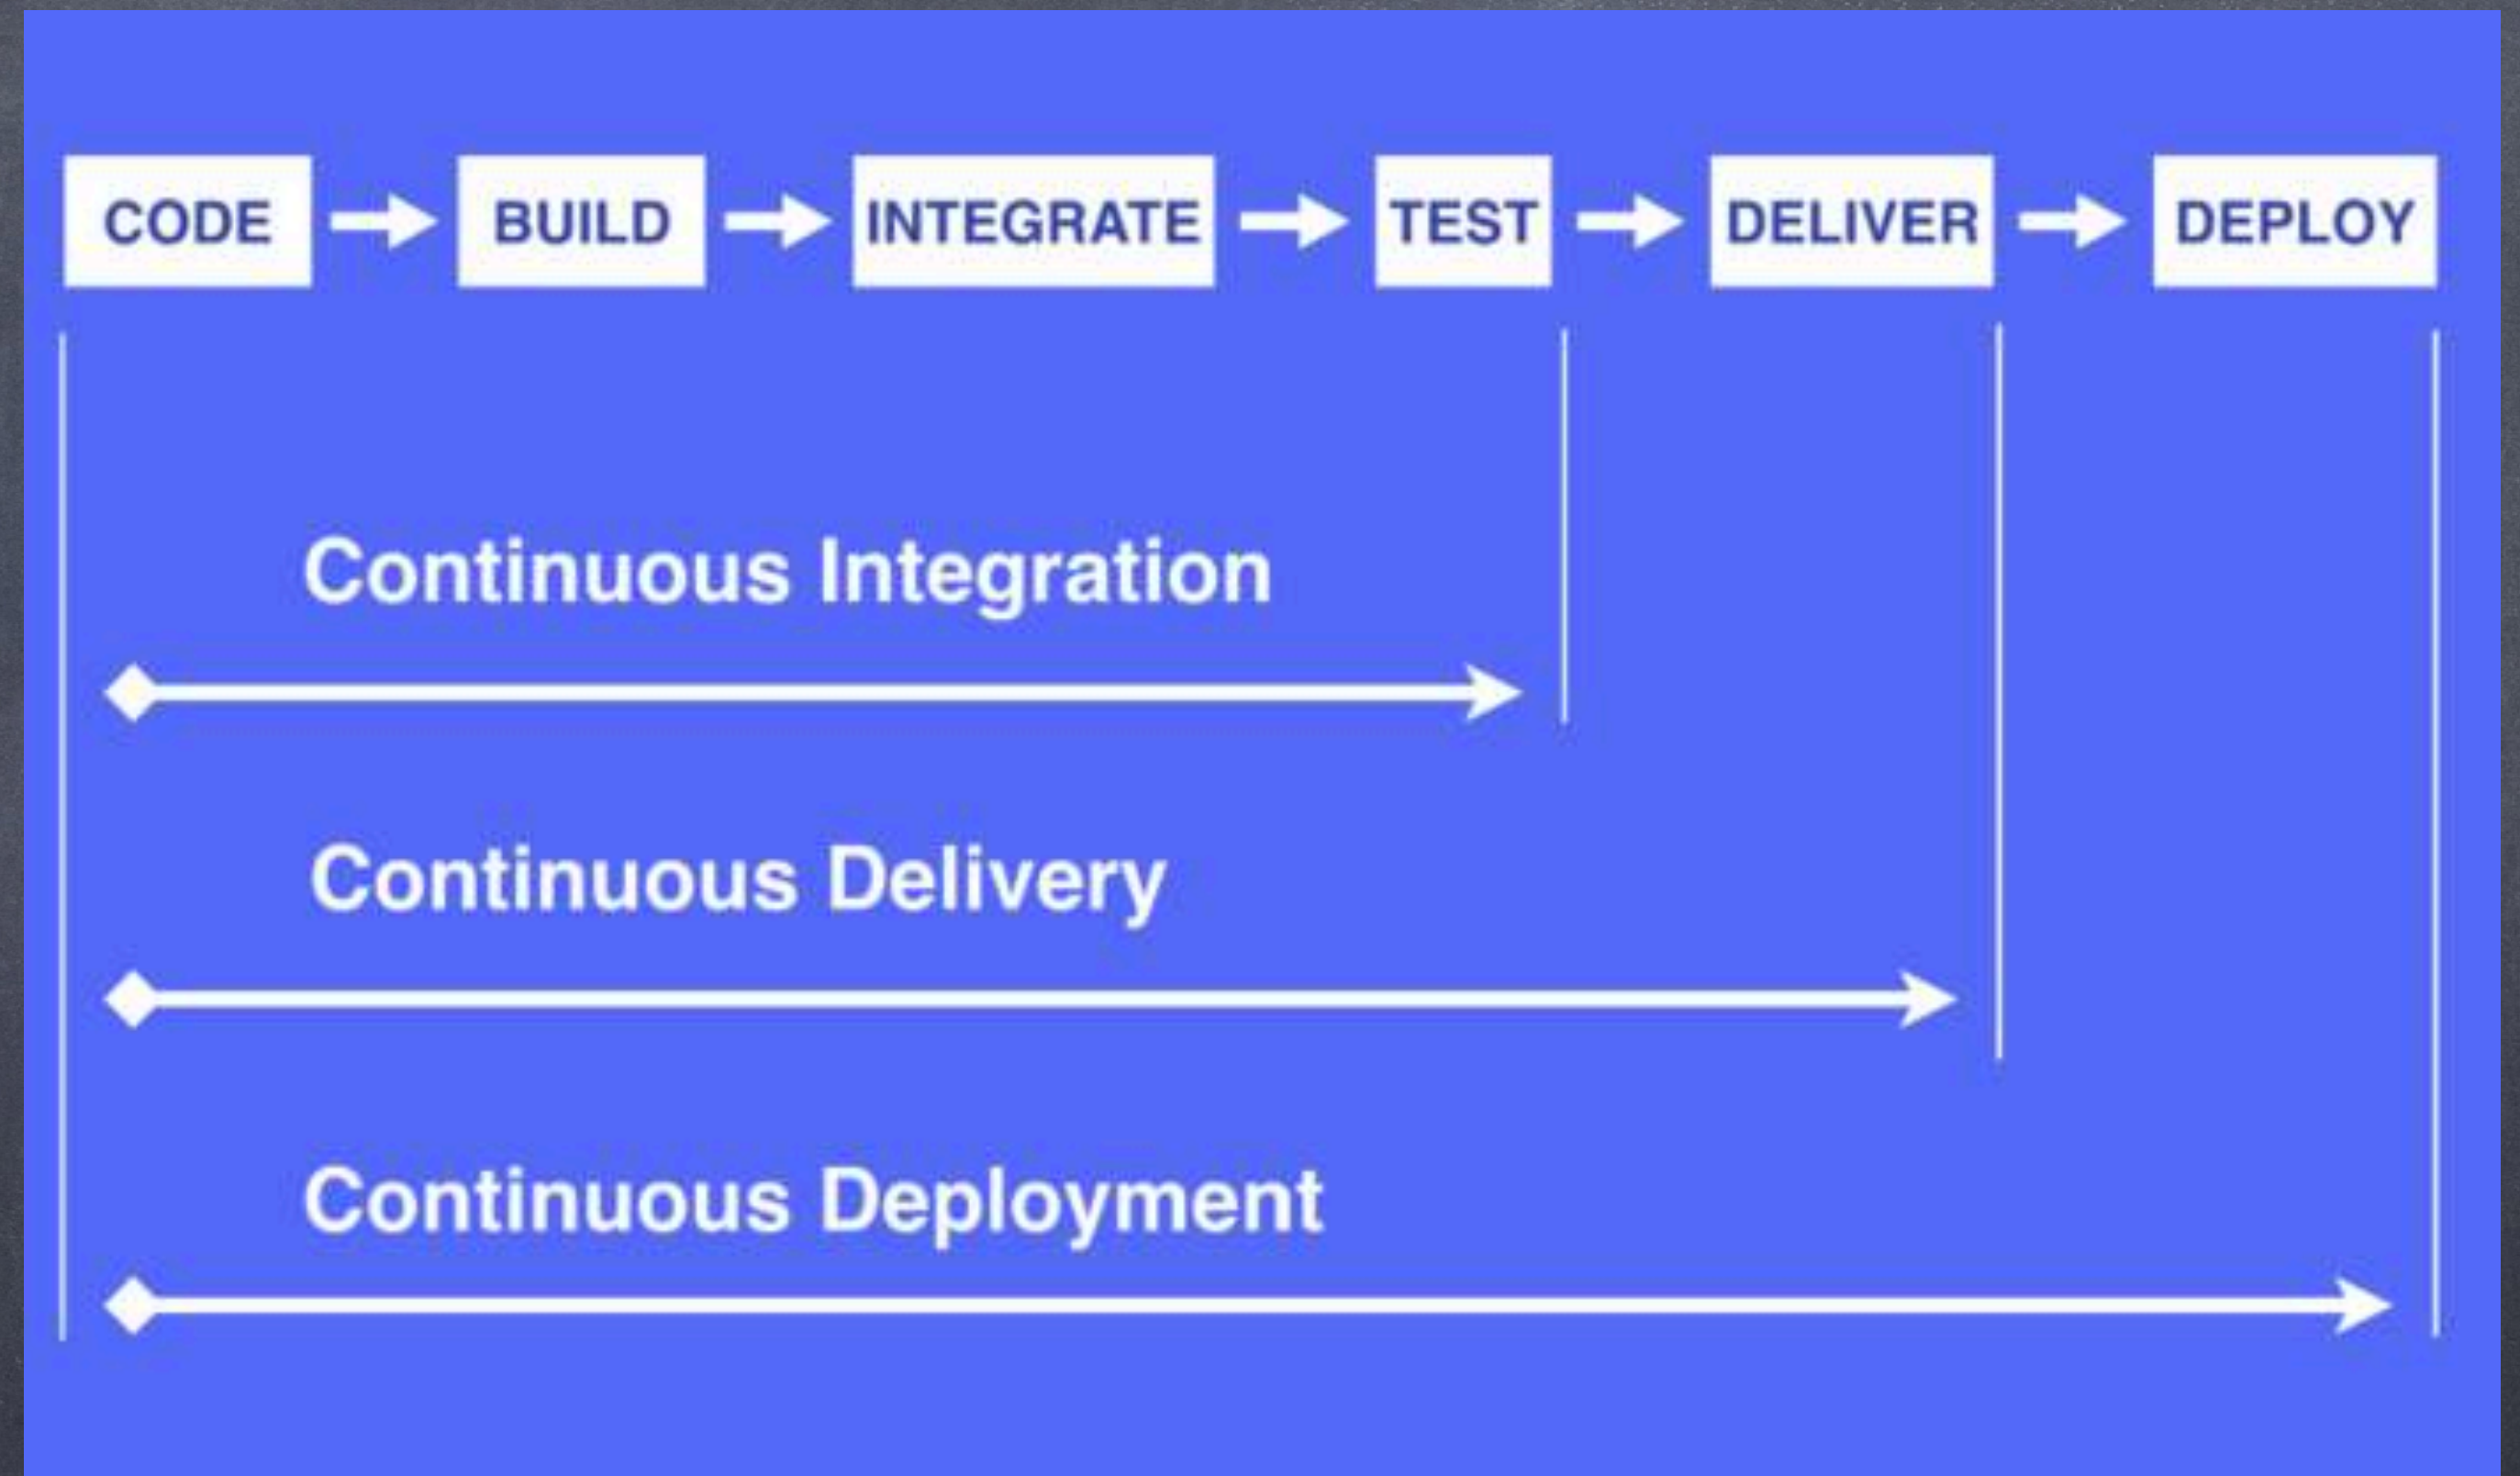 CODE BUILD INTEGRATE TEST DELIVER DEPLOY
Continuous Integration
Continuous Delivery
Continuous Deployment